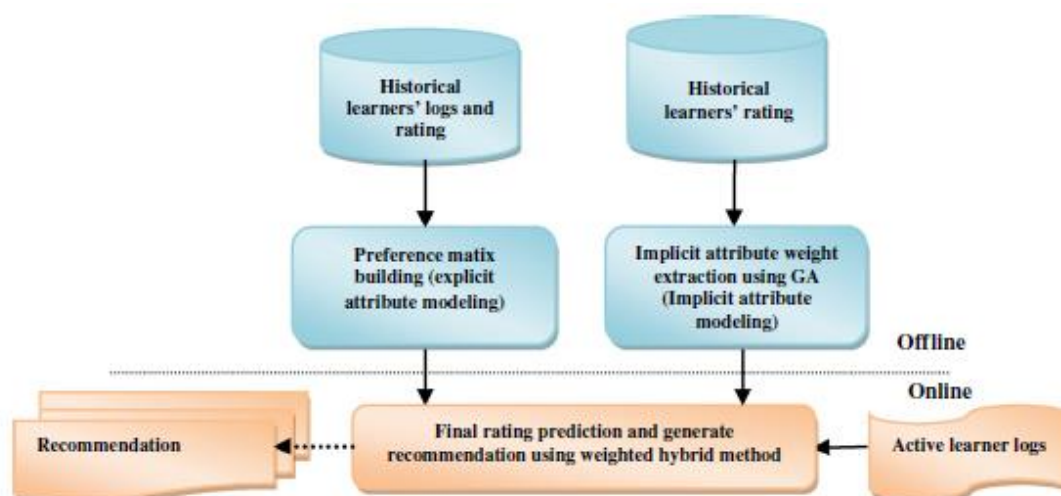 Historical
learners' logs and
rating
Historical
learners' rating
Preference matix
building (explicit
attribute modeling)
Implicit attribute weight
extraction using GA
(Implicit attribute
modeling)
Offline
Online
Recommendation
Final rating prediction and generate
recommendation using weighted hybrid method
Active learner logs